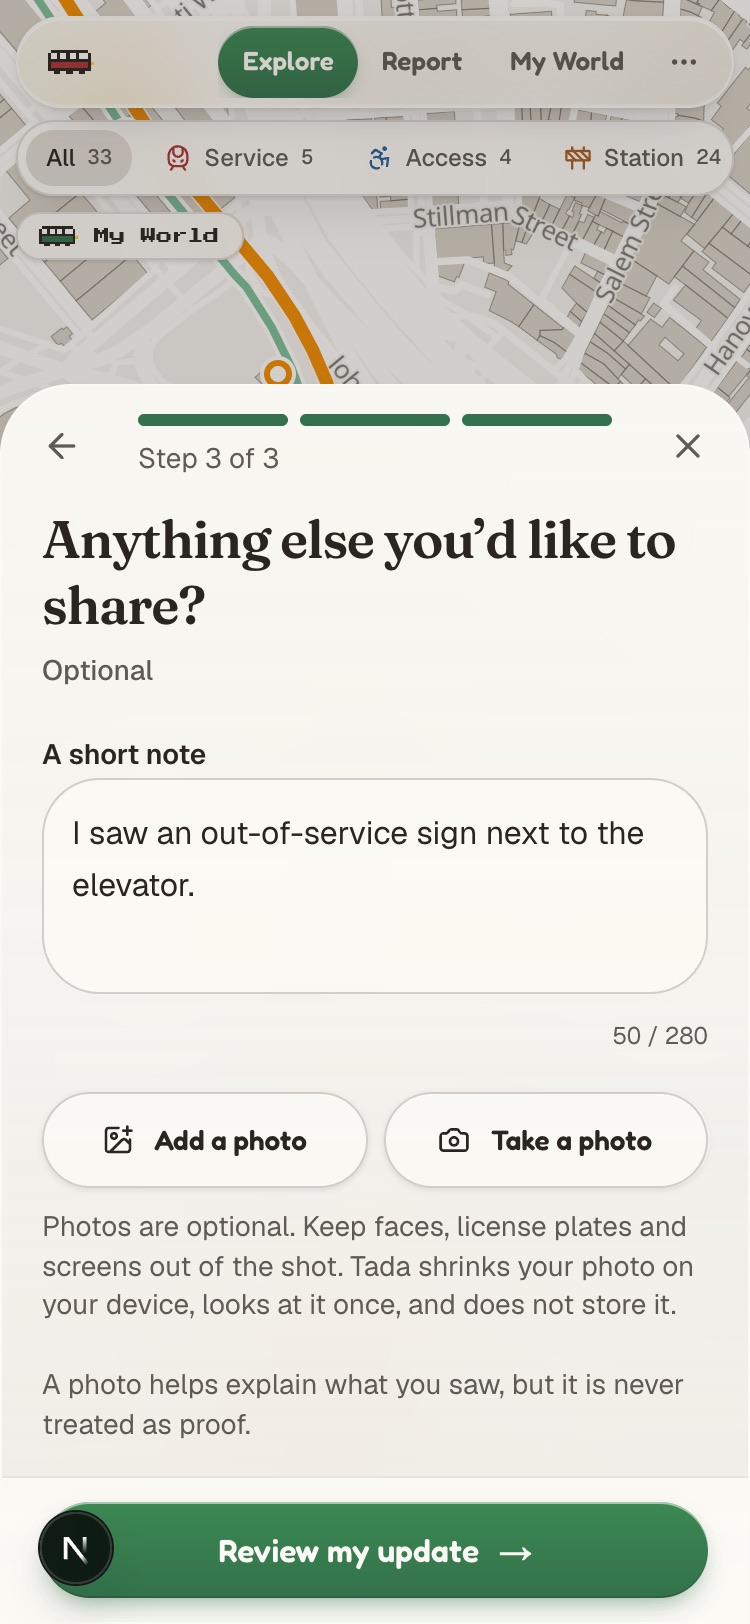 Explore Report My World
All 33 Service 5 Access 4 Station 24
My World
Stillman Street
Salem
Step 3 of 3
Anything else you’d like to
share?
Optional
A short note
I saw an out-of-service sign next to the
elevator.
50 / 280
Add a photo Take a photo
Photos are optional. Keep faces, license plates and
screens out of the shot. Tada shrinks your photo on
your device, looks at it once, and does not store it.
A photo helps explain what you saw, but it is never
treated as proof.
N Review my update →